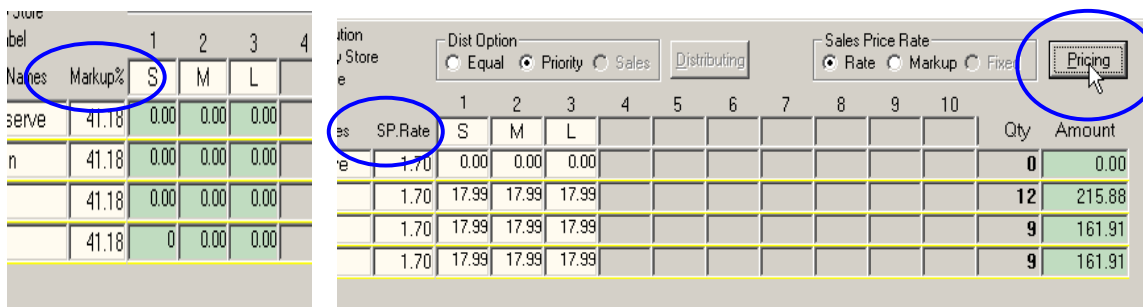 Store
bel 1 2 3 4
Names Markup% S M L
serve 41.18 0.00 0.00 0.00
n 41.18 0.00 0.00 0.00
41.18 0.00 0.00 0.00
41.18 0 0.00 0.00
ution Dist Option Sales Price Rate
y Store Equal Priority Sales Distributing Rate Markup Fixed Pricing
e
1 2 3 4 5 6 7 8 9 10
es SP.Rate S M L Qty Amount
e 1.70 0.00 0.00 0.00 0 0.00
1.70 17.99 17.99 17.99 12 215.88
1.70 17.99 17.99 17.99 9 161.91
1.70 17.99 17.99 17.99 9 161.91